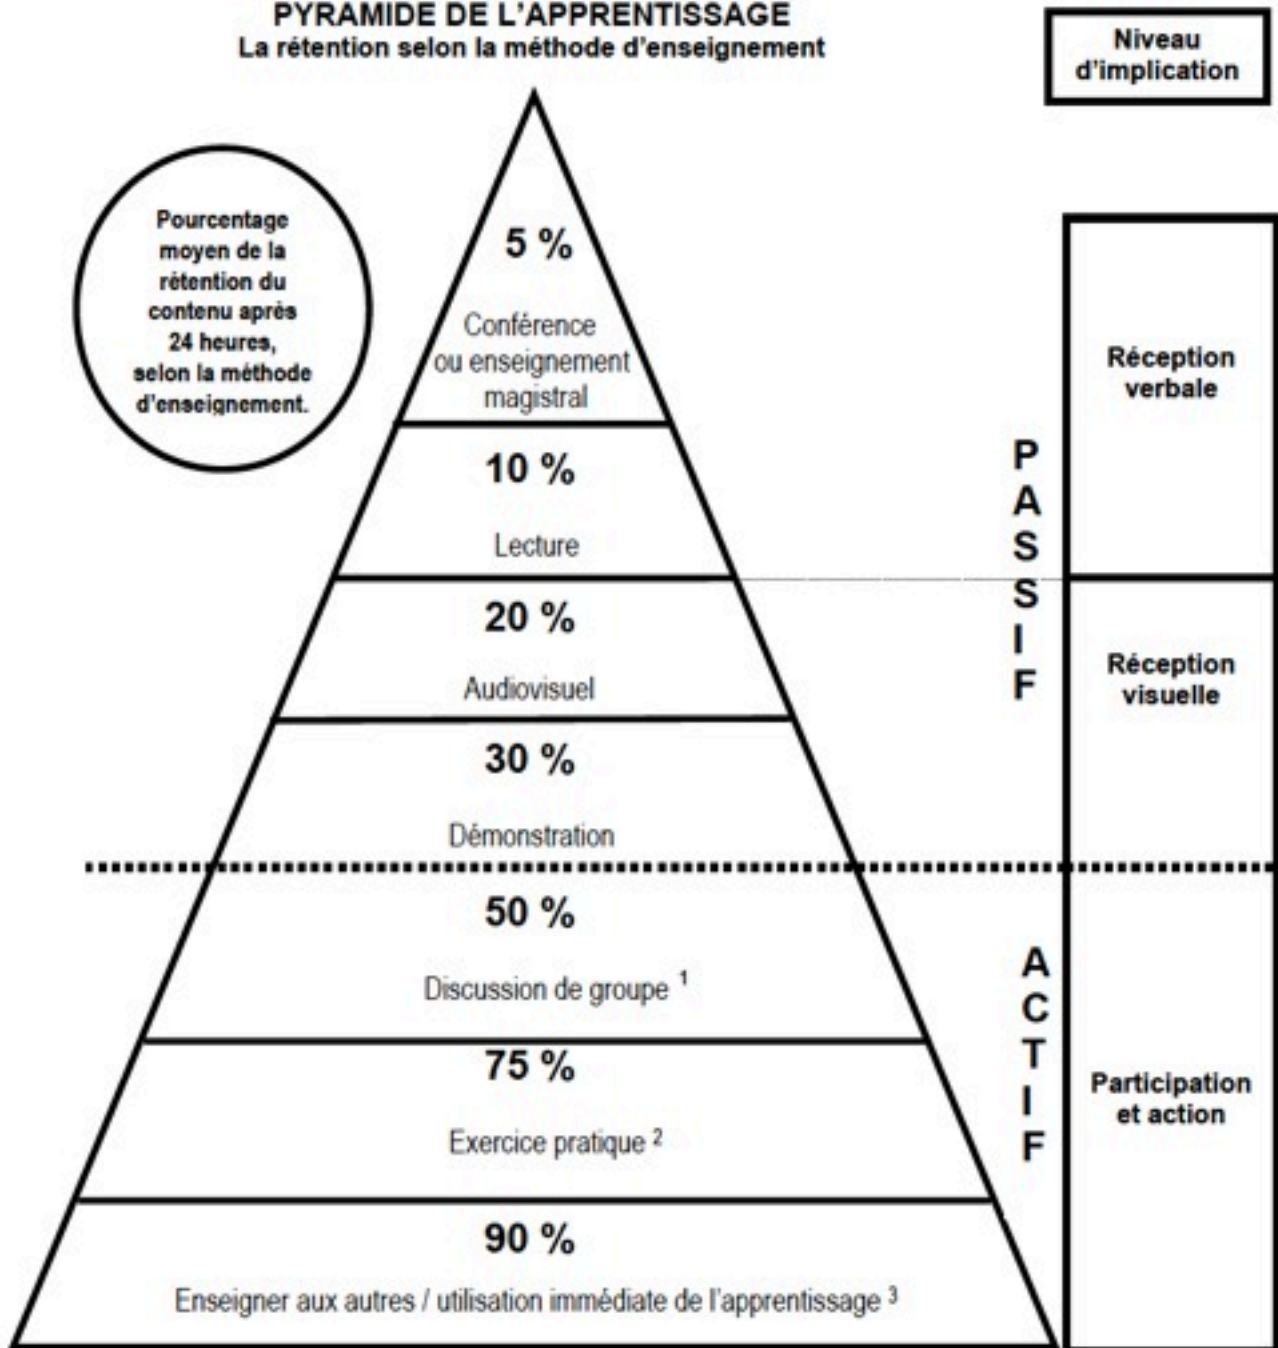 PYRAMIDE DE L’APPRENTISSAGE
La rétention selon la méthode d’enseignement
Niveau
d’implication
Pourcentage
moyen de la
rétention du
contenu après
24 heures,
selon la méthode
d’enseignement.
5 %
Conférence
ou enseignement
magistral
10 %
Lecture
20 %
Audiovisuel
30 %
Démonstration
50 %
Discussion de groupe ¹
75 %
Exercice pratique ²
90 %
Enseigner aux autres / utilisation immédiate de l’apprentissage ³
PASSIF
ACTIF
Réception
verbale
Réception
visuelle
Participation
et action